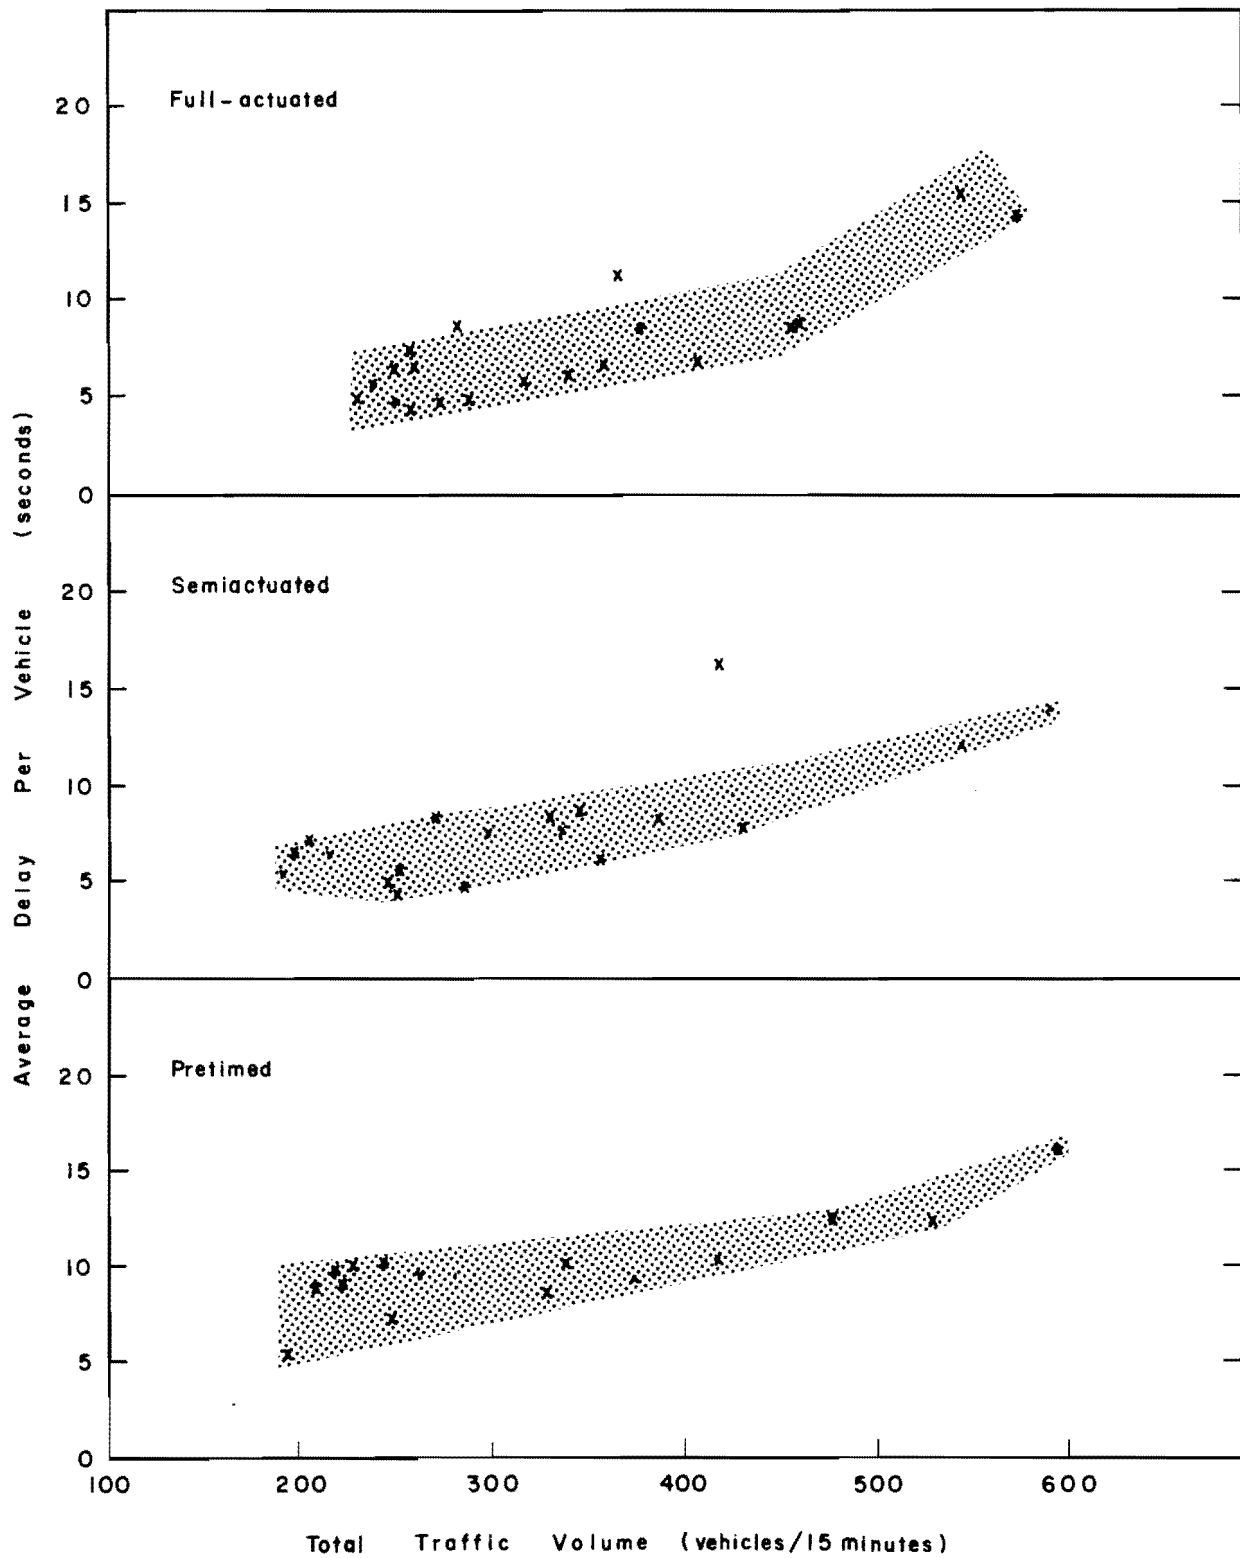 Average Delay Per Vehicle (seconds)
20
Full-actuated
15
10
5
0
20
Semiactuated
15
10
5
0
20
Pretimed
15
10
5
0
100 200 300 400 500 600
Total Traffic Volume (vehicles/15 minutes)